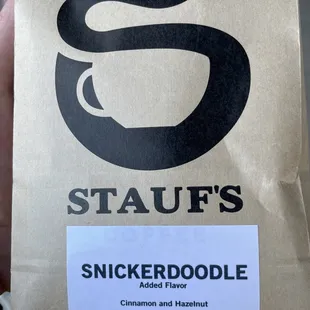 STAUF'S
SNICKERDOODLE
Added Flavor
Cinnamon and Hazelnut